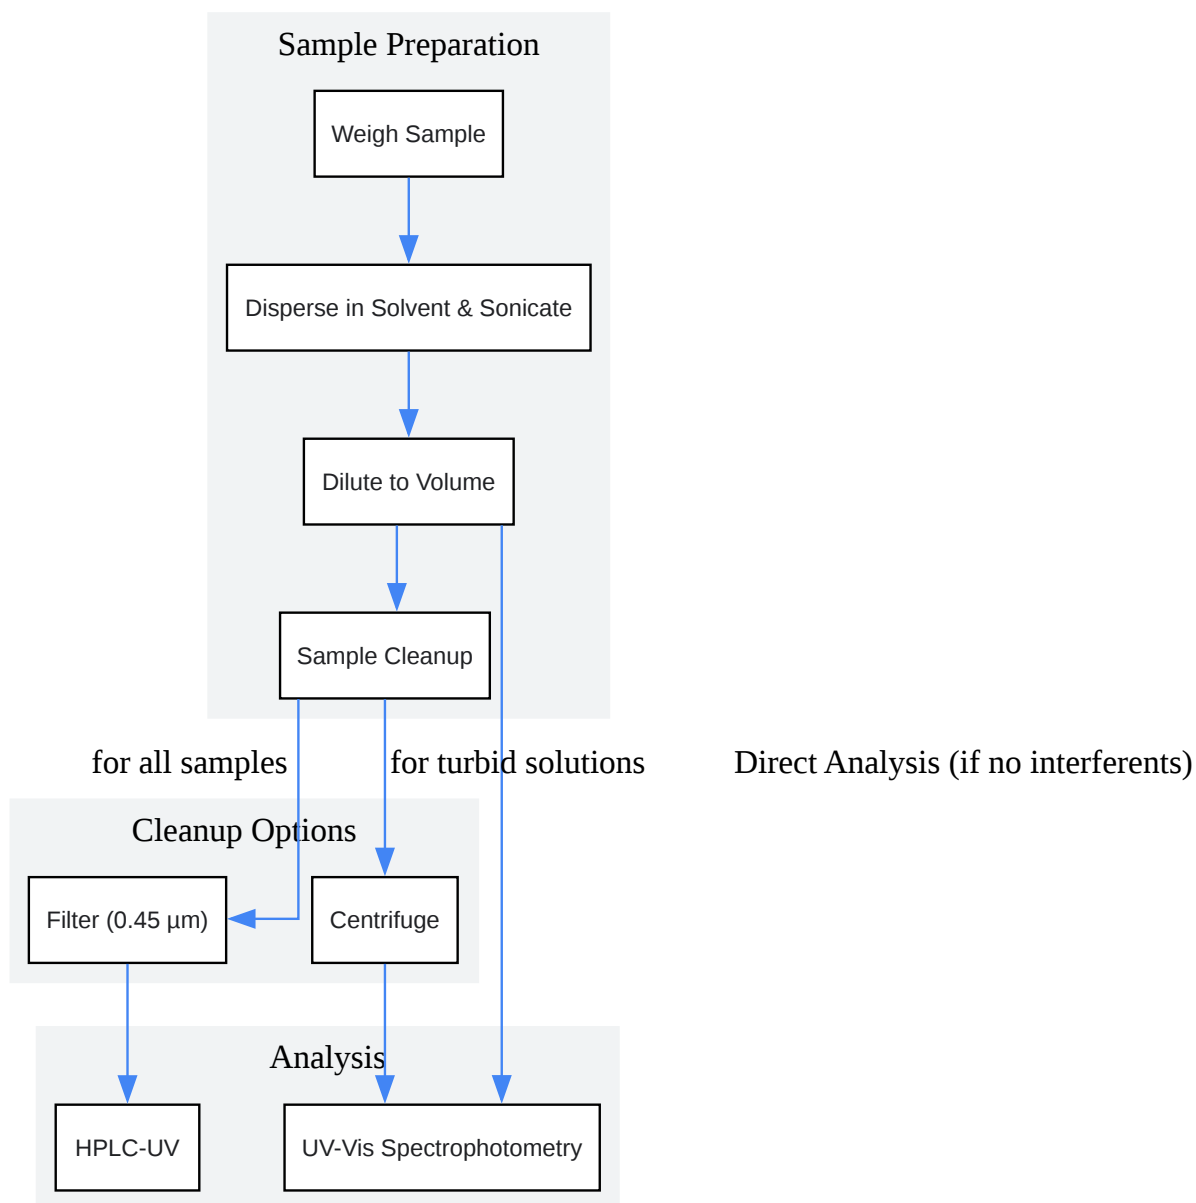 Sample Preparation
Weigh Sample
Disperse in Solvent & Sonicate
Dilute to Volume
Sample Cleanup
for all samples
for turbid solutions
Direct Analysis (if no interferents)
Cleanup Options
Filter (0.45 µm)
Centrifuge
Analysis
HPLC-UV
UV-Vis Spectrophotometry